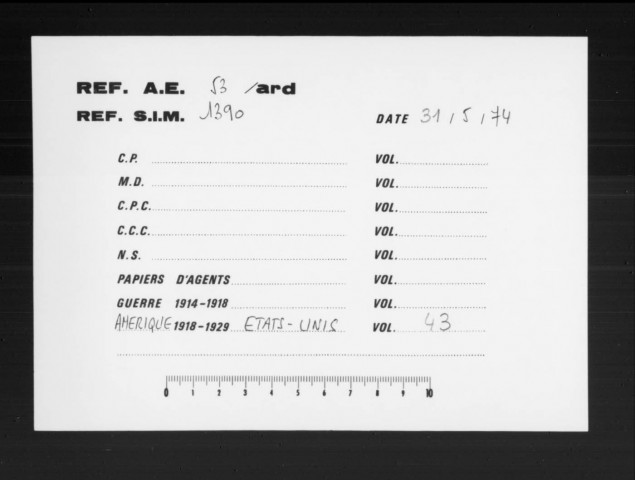 REF. A.E. 53 /ard
REF. S.I.M. 1390 DATE 31 / 5 / 74
C.P. VOL.
M.D. VOL.
C.P.C. VOL.
C.C.C. VOL.
N.S. VOL.
PAPIERS D'AGENTS VOL.
GUERRE 1914-1918 VOL.
AMERIQUE 1918-1929 ETATS-UNIS VOL. 43
0 1 2 3 4 5 6 7 8 9 10